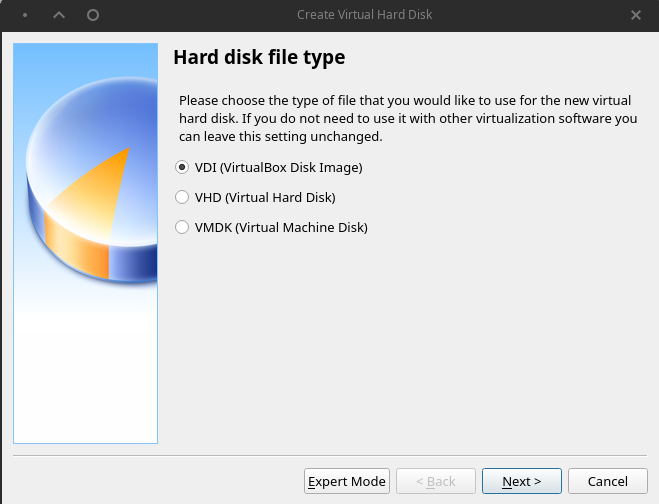 Create Virtual Hard Disk
Hard disk file type
Please choose the type of file that you would like to use for the new virtual
hard disk. If you do not need to use it with other virtualization software you
can leave this setting unchanged.
VDI (VirtualBox Disk Image)
VHD (Virtual Hard Disk)
VMDK (Virtual Machine Disk)
Expert Mode
< Back
Next >
Cancel